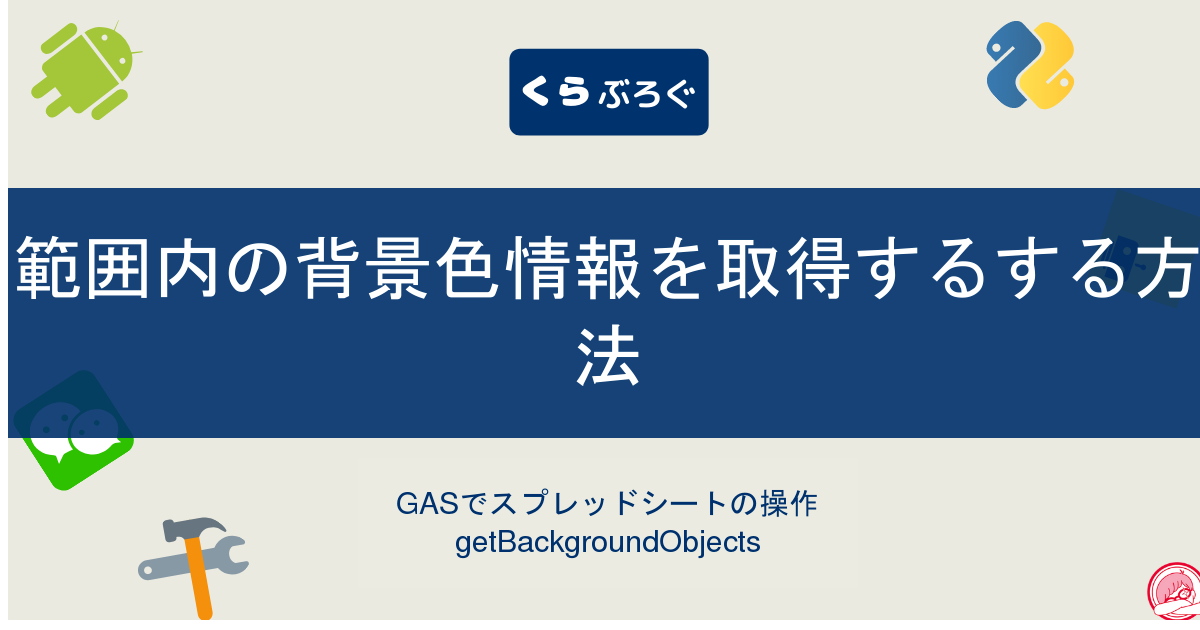 くらぶろぐ
範囲内の背景色情報を取得するする方
法
GASでスプレッドシートの操作
getBackgroundObjects